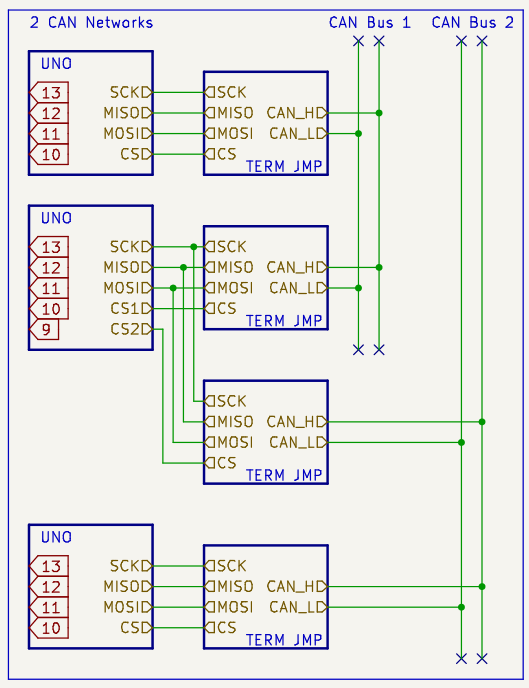 2 CAN Networks
CAN Bus 1
CAN Bus 2
UNO
13
12
11
10
SCK
MISO
MOSI
CS
SCK
MISO
MOSI
CS
CAN_H
CAN_L
TERM JMP
UNO
13
12
11
10
9
SCK
MISO
MOSI
CS1
CS2
SCK
MISO
MOSI
CS
CAN_H
CAN_L
TERM JMP
SCK
MISO
MOSI
CS
CAN_H
CAN_L
TERM JMP
UNO
13
12
11
10
SCK
MISO
MOSI
CS
SCK
MISO
MOSI
CS
CAN_H
CAN_L
TERM JMP